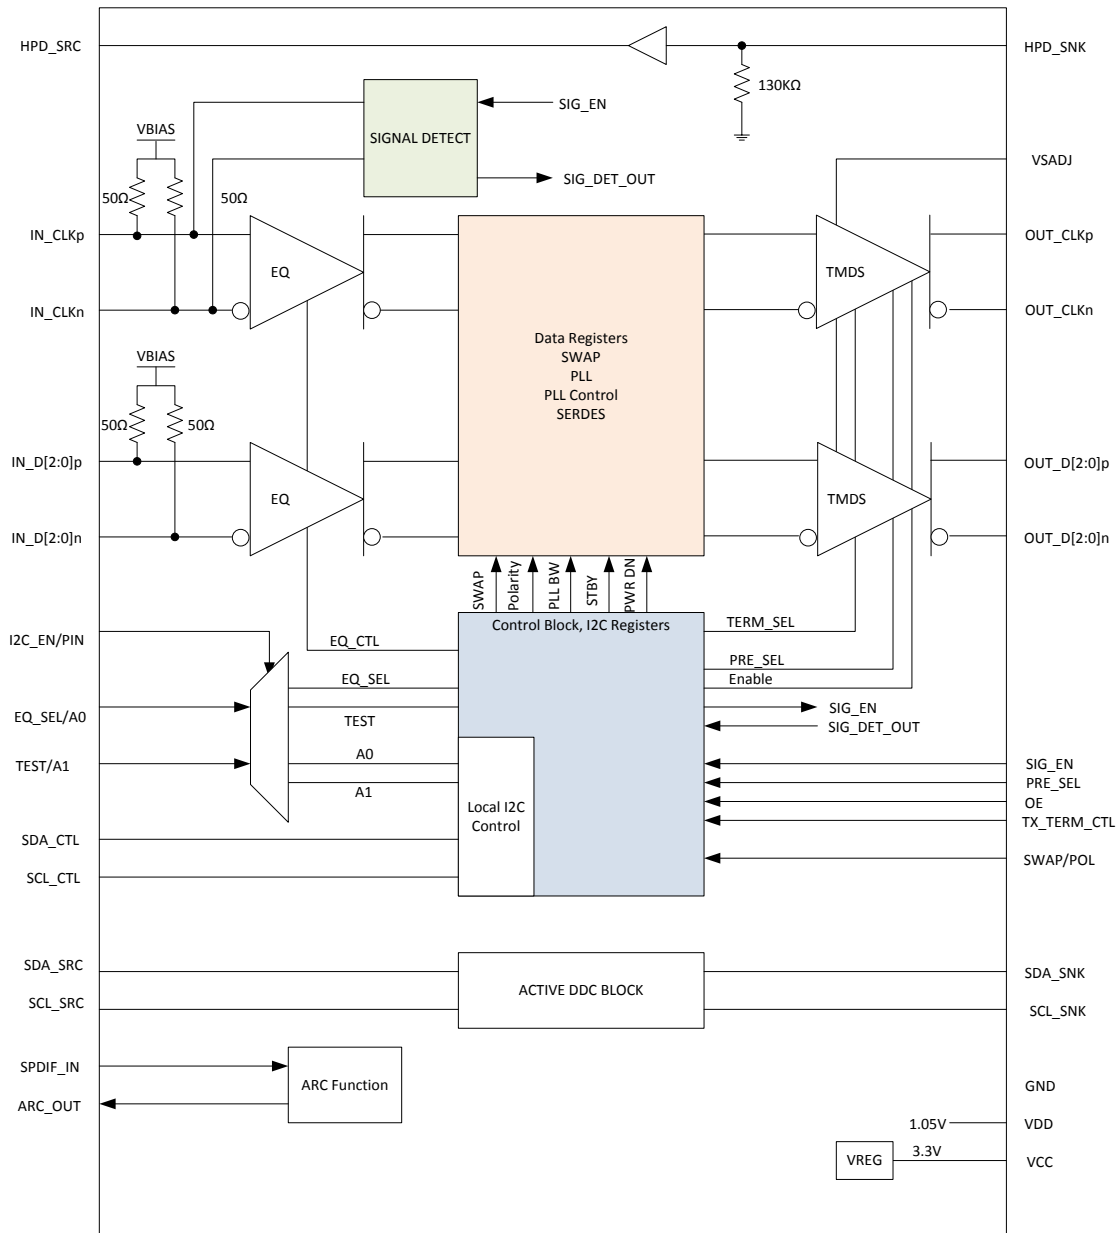 HPD_SRC
HPD_SNK
130KΩ
SIGNAL DETECT
SIG_EN
SIG_DET_OUT
VBIAS
50Ω
50Ω
VSADJ
IN_CLKp
IN_CLKn
EQ
TMDS
OUT_CLKp
OUT_CLKn
Data Registers
SWAP
PLL
PLL Control
SERDES
VBIAS
50Ω
50Ω
IN_D[2:0]p
IN_D[2:0]n
EQ
TMDS
OUT_D[2:0]p
OUT_D[2:0]n
SWAP
Polarity
PLL BW
STBY
PWR DN
Control Block, I2C Registers
I2C_EN/PIN
EQ_SEL/A0
TEST/A1
EQ_CTL
EQ_SEL
TEST
A0
A1
Local I2C
Control
SDA_CTL
SCL_CTL
TERM_SEL
PRE_SEL
Enable
SIG_EN
SIG_DET_OUT
SIG_EN
PRE_SEL
OE
TX_TERM_CTL
SWAP/POL
SDA_SRC
SCL_SRC
ACTIVE DDC BLOCK
SDA_SNK
SCL_SNK
SPDIF_IN
ARC_OUT
ARC Function
GND
1.05V
VDD
VREG
3.3V
VCC